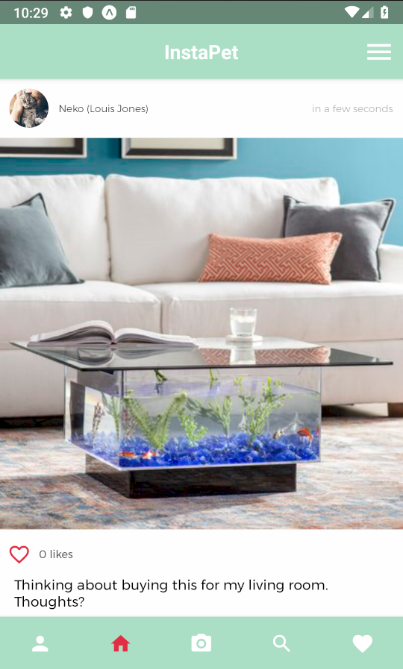 10:29
InstaPet
Neko (Louis Jones)
in a few seconds
0 likes
Thinking about buying this for my living room.
Thoughts?